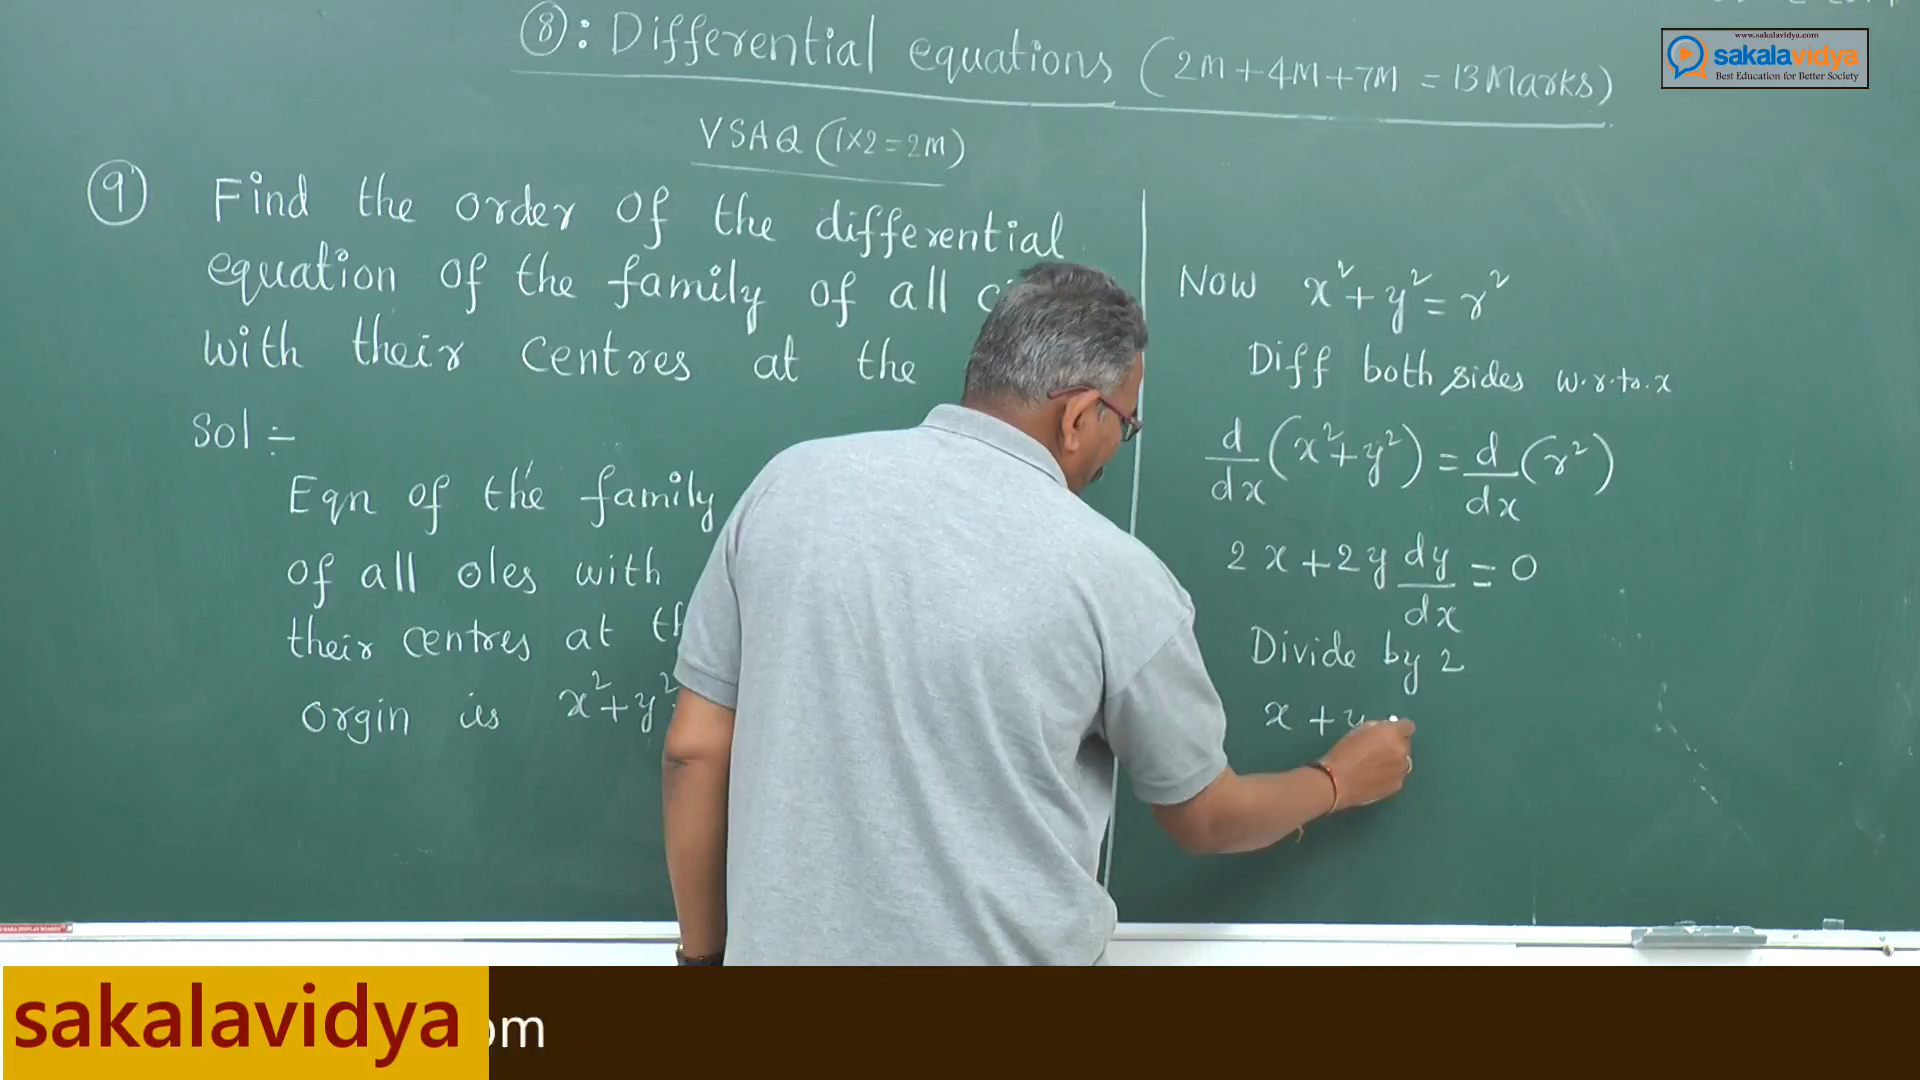 ⑧: Differential equations (2M+4M+7M = 13 Marks)
www.sakalavidya.com
sakalavidya
Best Education for Better Society
VSAQ (1×2=2M)
⑨ Find the order of the differential
equation of the family of all
with their centres at the
Sol :-
Eqn of the family
of all oles with
their centres at
orgin is x²+y²
Now x²+y²=r²
Diff both sides w.r.to.x
d/dx (x²+y²) = d/dx (r²)
2x+2y dy/dx = 0
Divide by 2
x + y
sakalavidya
om